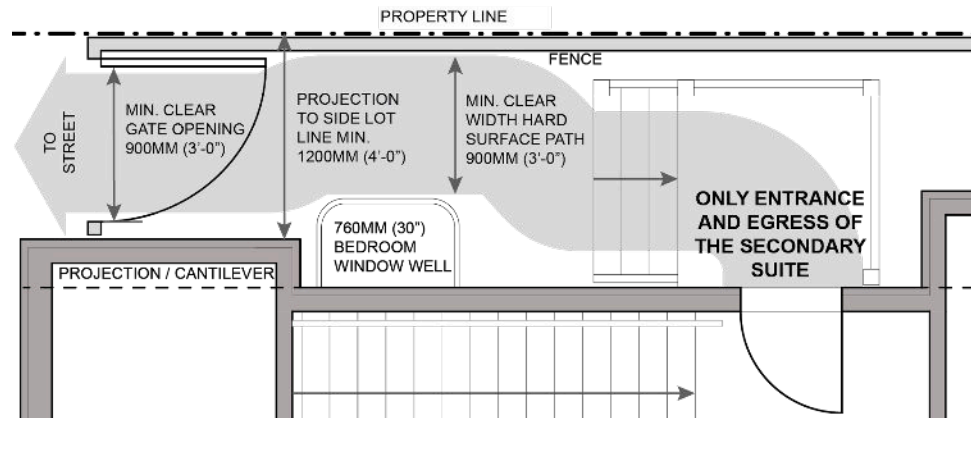 PROPERTY LINE
FENCE
TO
STREET
MIN. CLEAR
GATE OPENING
900MM (3'-0")
PROJECTION
TO SIDE LOT
LINE MIN.
1200MM (4'-0")
MIN. CLEAR
WIDTH HARD
SURFACE PATH
900MM (3'-0")
ONLY ENTRANCE
AND EGRESS OF
THE SECONDARY
SUITE
760MM (30")
BEDROOM
WINDOW WELL
PROJECTION / CANTILEVER